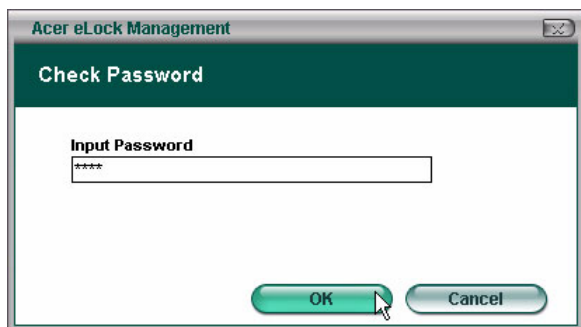 Acer eLock Management
Check Password
Input Password
****
OK
Cancel